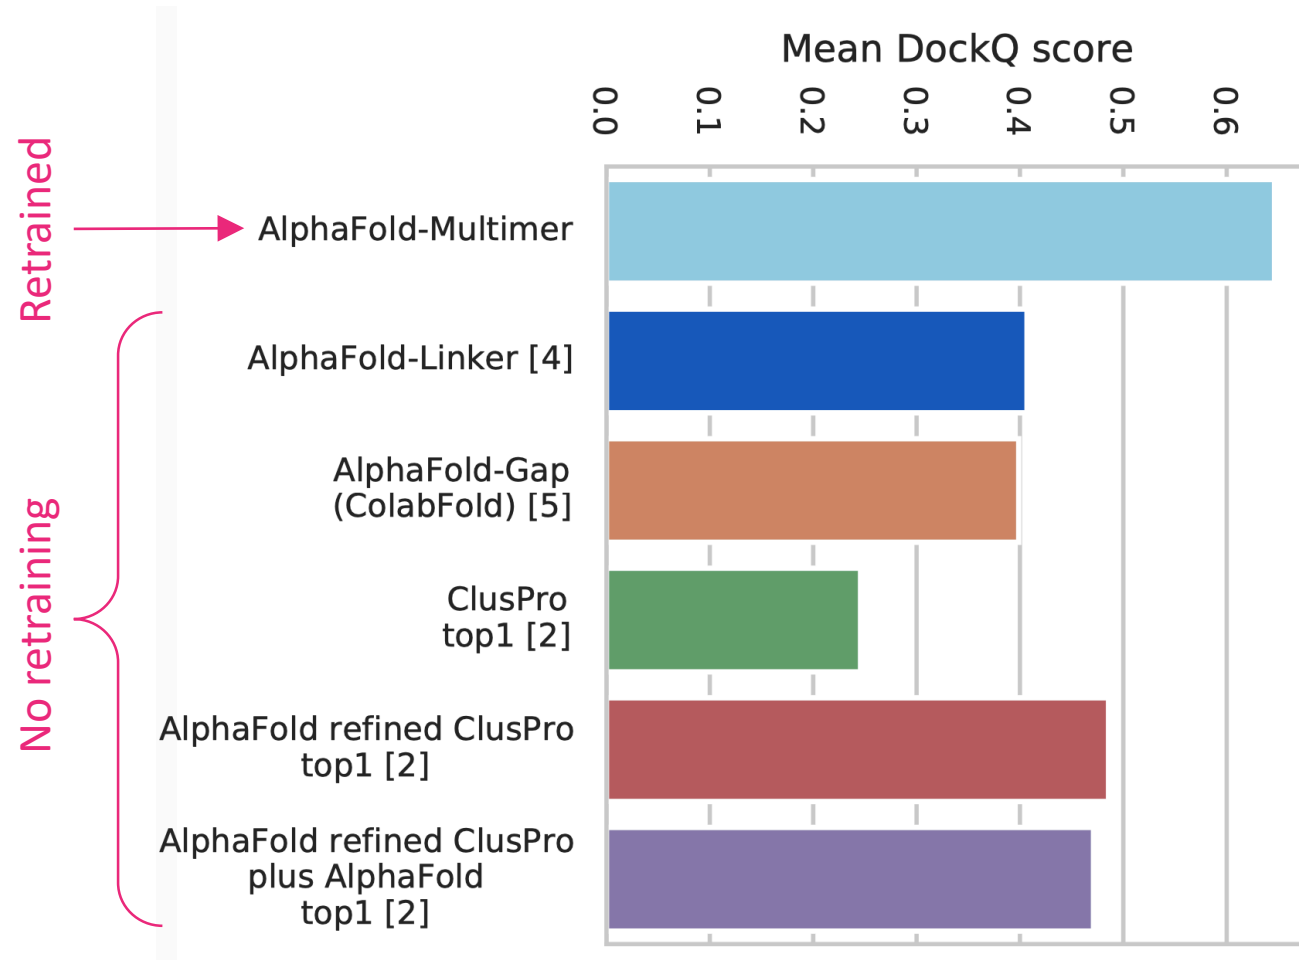 Mean DockQ score
0.0
0.1
0.2
0.3
0.4
0.5
0.6
Retrained
AlphaFold-Multimer
No retraining
AlphaFold-Linker [4]
AlphaFold-Gap
(ColabFold) [5]
ClusPro
top1 [2]
AlphaFold refined ClusPro
top1 [2]
AlphaFold refined ClusPro
plus AlphaFold
top1 [2]